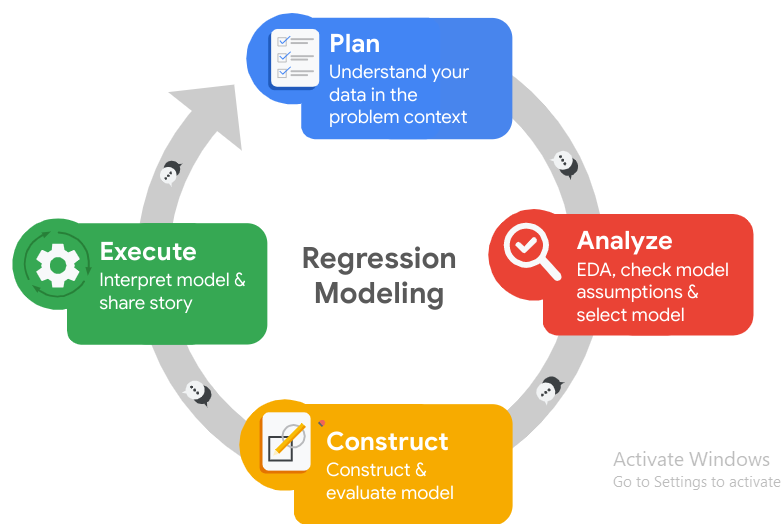 Plan
Understand your
data in the
problem context
Analyze
EDA, check model
assumptions &
select model
Construct
Construct &
evaluate model
Execute
Interpret model &
share story
Regression
Modeling
Activate Windows
Go to Settings to activate